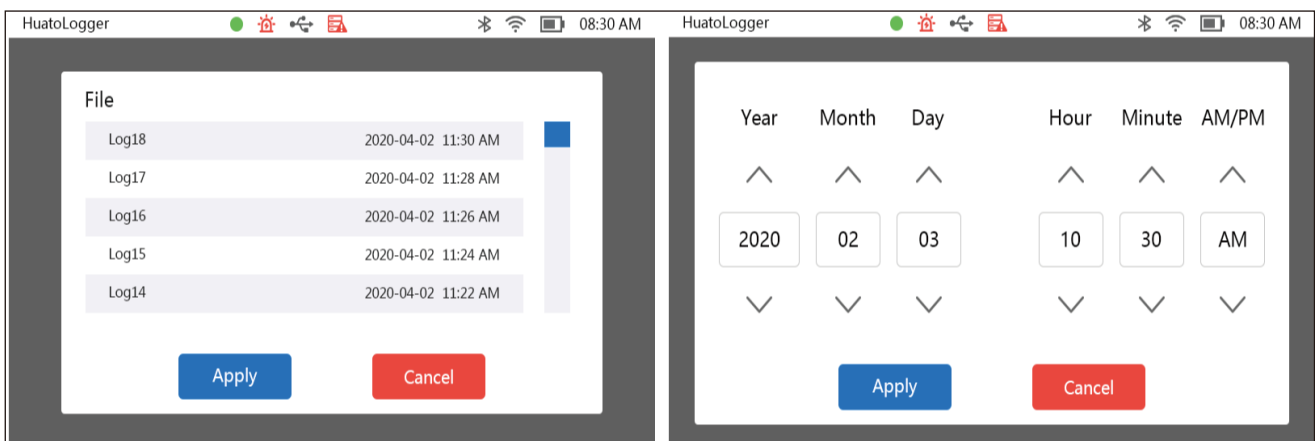 HuatoLogger 08:30 AM
File
Log18 2020-04-02 11:30 AM
Log17 2020-04-02 11:28 AM
Log16 2020-04-02 11:26 AM
Log15 2020-04-02 11:24 AM
Log14 2020-04-02 11:22 AM
Apply Cancel
HuatoLogger 08:30 AM
Year Month Day Hour Minute AM/PM
2020 02 03 10 30 AM
Apply Cancel